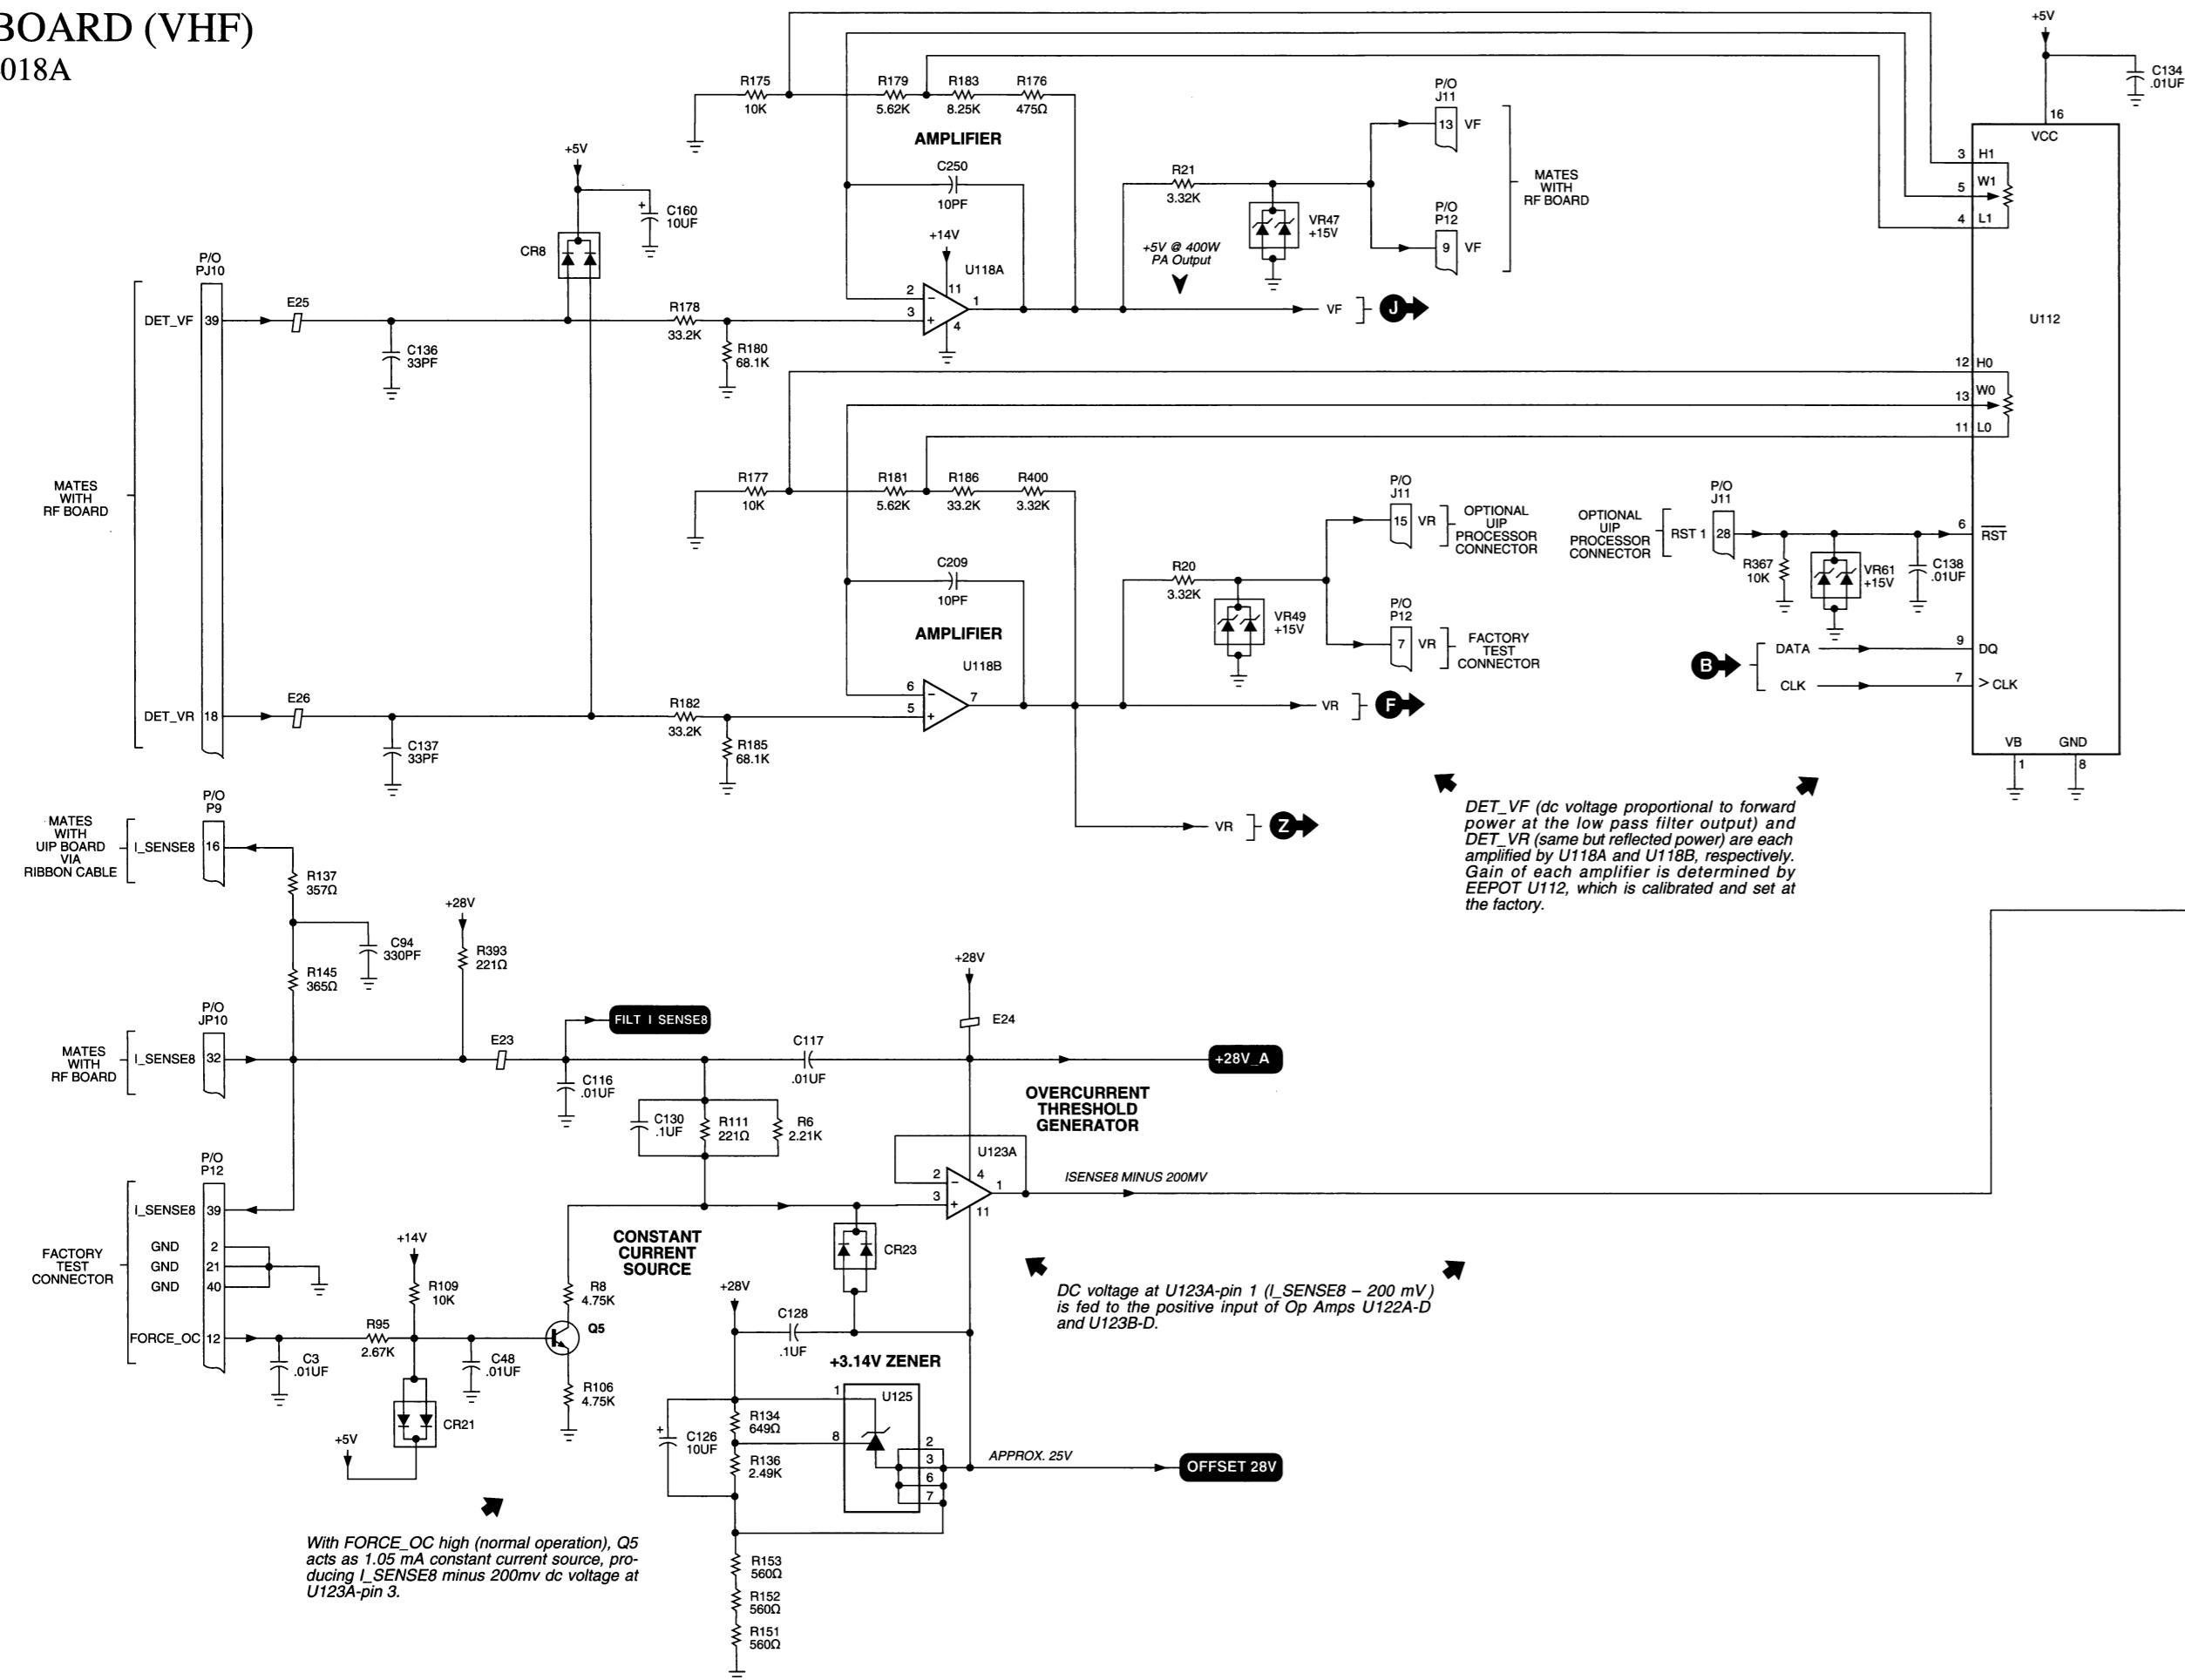 BOARD (VHF)
018A
+5V
C134
.01UF
16
VCC
R175
10K
R179
5.62K
R183
8.25K
R176
475Ω
AMPLIFIER
C250
10PF
+14V
U118A
11
2
3
1
4
P/O
J11
13
VF
R21
3.32K
VR47
+15V
P/O
P12
9
VF
MATES
WITH
RF BOARD
+5V @ 400W
PA Output
VF
J
3
H1
5
W1
4
L1
U112
+5V
C160
10UF
CR8
P/O
PJ10
DET_VF
39
E25
C136
33PF
R178
33.2K
R180
68.1K
12
H0
13
W0
11
L0
MATES
WITH
RF BOARD
R177
10K
R181
5.62K
R186
33.2K
R400
3.32K
C209
10PF
AMPLIFIER
U118B
6
5
7
P/O
J11
15
VR
OPTIONAL
UIP
PROCESSOR
CONNECTOR
R20
3.32K
VR49
+15V
P/O
P12
7
VR
FACTORY
TEST
CONNECTOR
VR
F
VR
Z
OPTIONAL
UIP
PROCESSOR
CONNECTOR
RST 1
P/O
J11
28
R367
10K
VR61
+15V
C138
.01UF
6
RST
B
DATA
CLK
9
DQ
7
> CLK
VB
GND
1
8
DET_VR
18
E26
C137
33PF
R182
33.2K
R185
68.1K
DET_VF (dc voltage proportional to forward
power at the low pass filter output) and
DET_VR (same but reflected power) are each
amplified by U118A and U118B, respectively.
Gain of each amplifier is determined by
EEPOT U112, which is calibrated and set at
the factory.
MATES
WITH
UIP BOARD
VIA
RIBBON CABLE
P/O
P9
I_SENSE8
16
R137
357Ω
C94
330PF
R145
365Ω
+28V
R393
221Ω
MATES
WITH
RF BOARD
P/O
JP10
I_SENSE8
32
E23
FILT I SENSE8
C116
.01UF
C117
.01UF
+28V
E24
+28V_A
C130
.1UF
R111
221Ω
R6
2.21K
OVERCURRENT
THRESHOLD
GENERATOR
U123A
2
3
4
1
11
ISENSE8 MINUS 200MV
FACTORY
TEST
CONNECTOR
P/O
P12
I_SENSE8
39
GND
2
GND
21
GND
40
FORCE_OC
12
C3
.01UF
R95
2.67K
+14V
R109
10K
C48
.01UF
CR21
+5V
CONSTANT
CURRENT
SOURCE
R8
4.75K
Q5
R106
4.75K
CR23
+28V
C128
.1UF
+3.14V ZENER
DC voltage at U123A-pin 1 (I_SENSE8 – 200 mV)
is fed to the positive input of Op Amps U122A-D
and U123B-D.
C126
10UF
R134
649Ω
R136
2.49K
1
U125
8
2
3
6
7
APPROX. 25V
OFFSET 28V
With FORCE_OC high (normal operation), Q5
acts as 1.05 mA constant current source, pro-
ducing I_SENSE8 minus 200mv dc voltage at
U123A-pin 3.
R153
560Ω
R152
560Ω
R151
560Ω